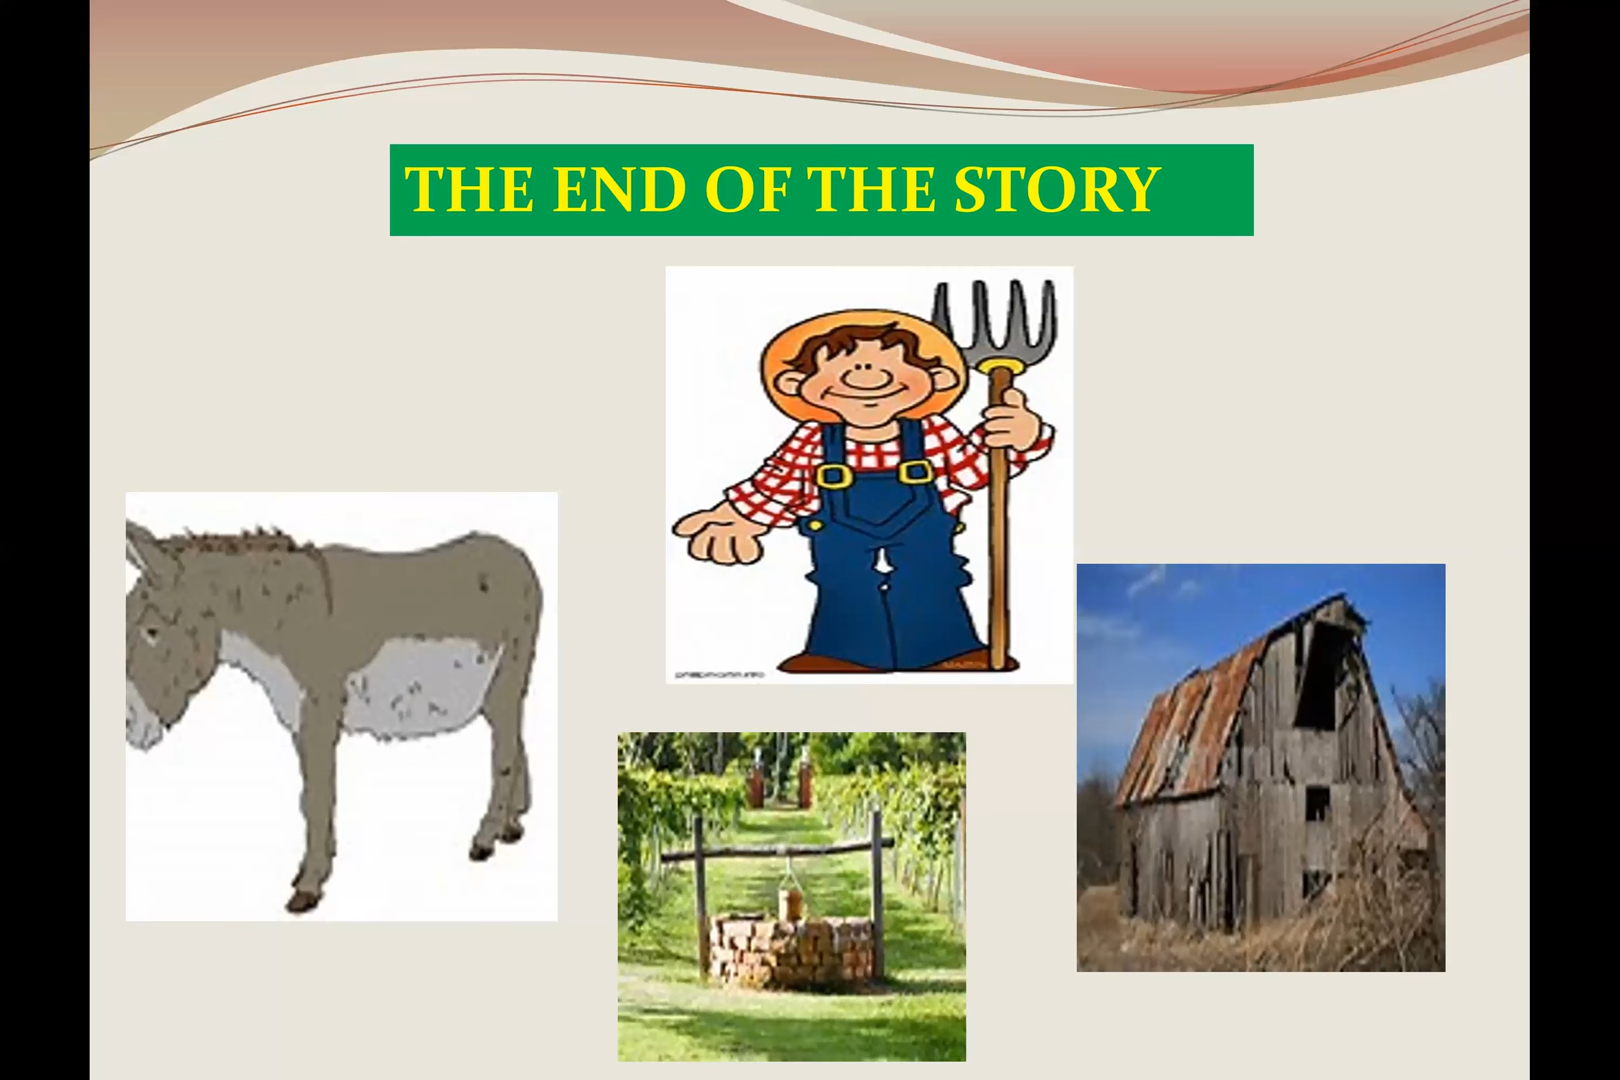 THE END OF THE STORY